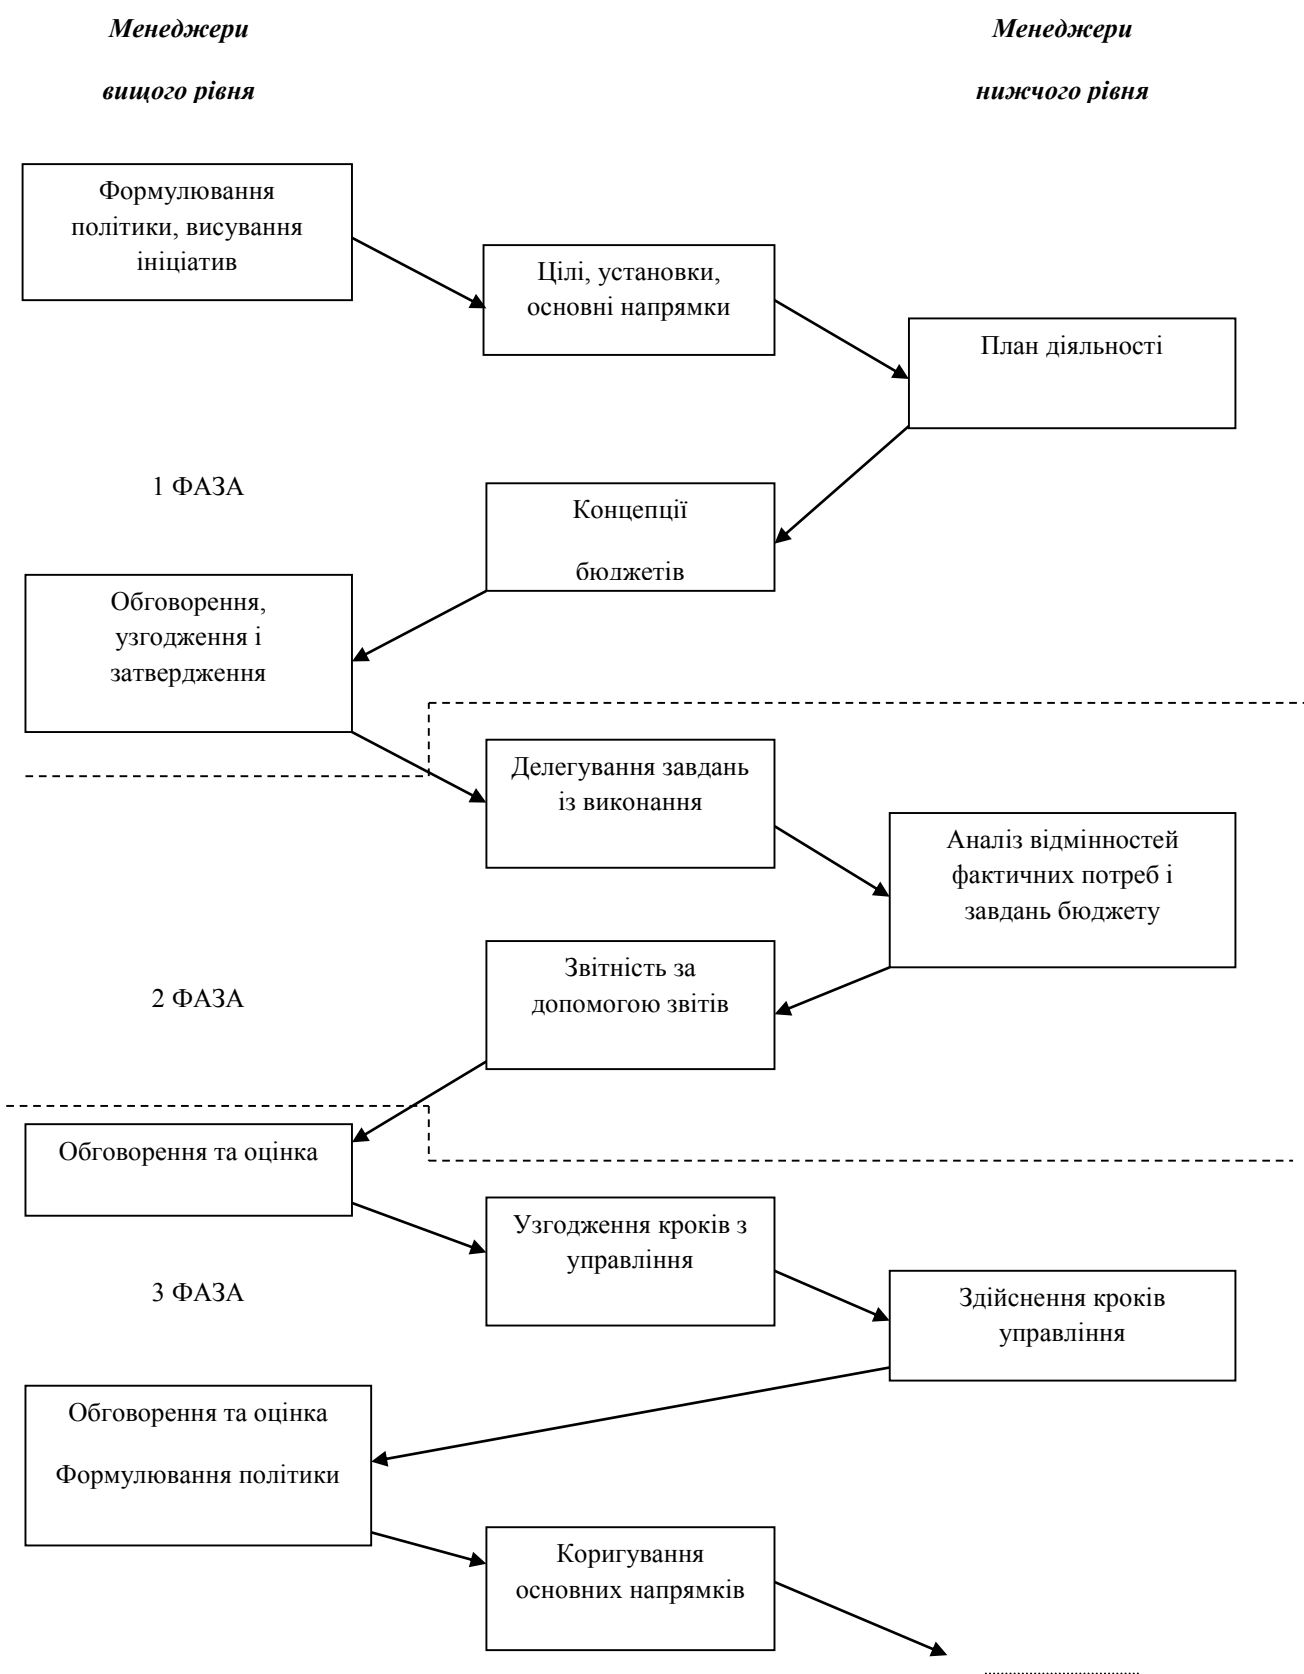 Менеджери
вищого рівня
Менеджери
нижчого рівня
Формулювання
політики, висування
ініціатив
Цілі, установки,
основні напрямки
План діяльності
1 ФАЗА
Концепції
бюджетів
Обговорення,
узгодження і
затвердження
Делегування завдань
із виконання
Аналіз відмінностей
фактичних потреб і
завдань бюджету
Звітність за
допомогою звітів
2 ФАЗА
Обговорення та оцінка
Узгодження кроків з
управління
3 ФАЗА
Здійснення кроків
управління
Обговорення та оцінка
Формулювання політики
Коригування
основних напрямків